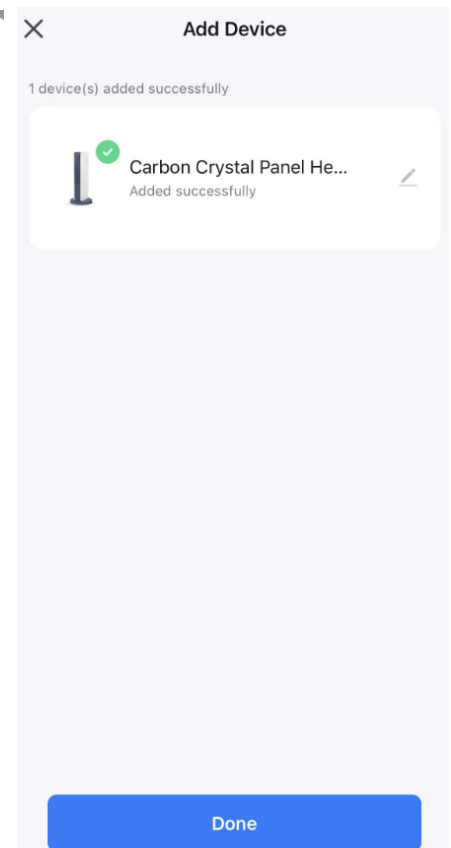 Add Device
1 device(s) added successfully
Carbon Crystal Panel He...
Added successfully
Done